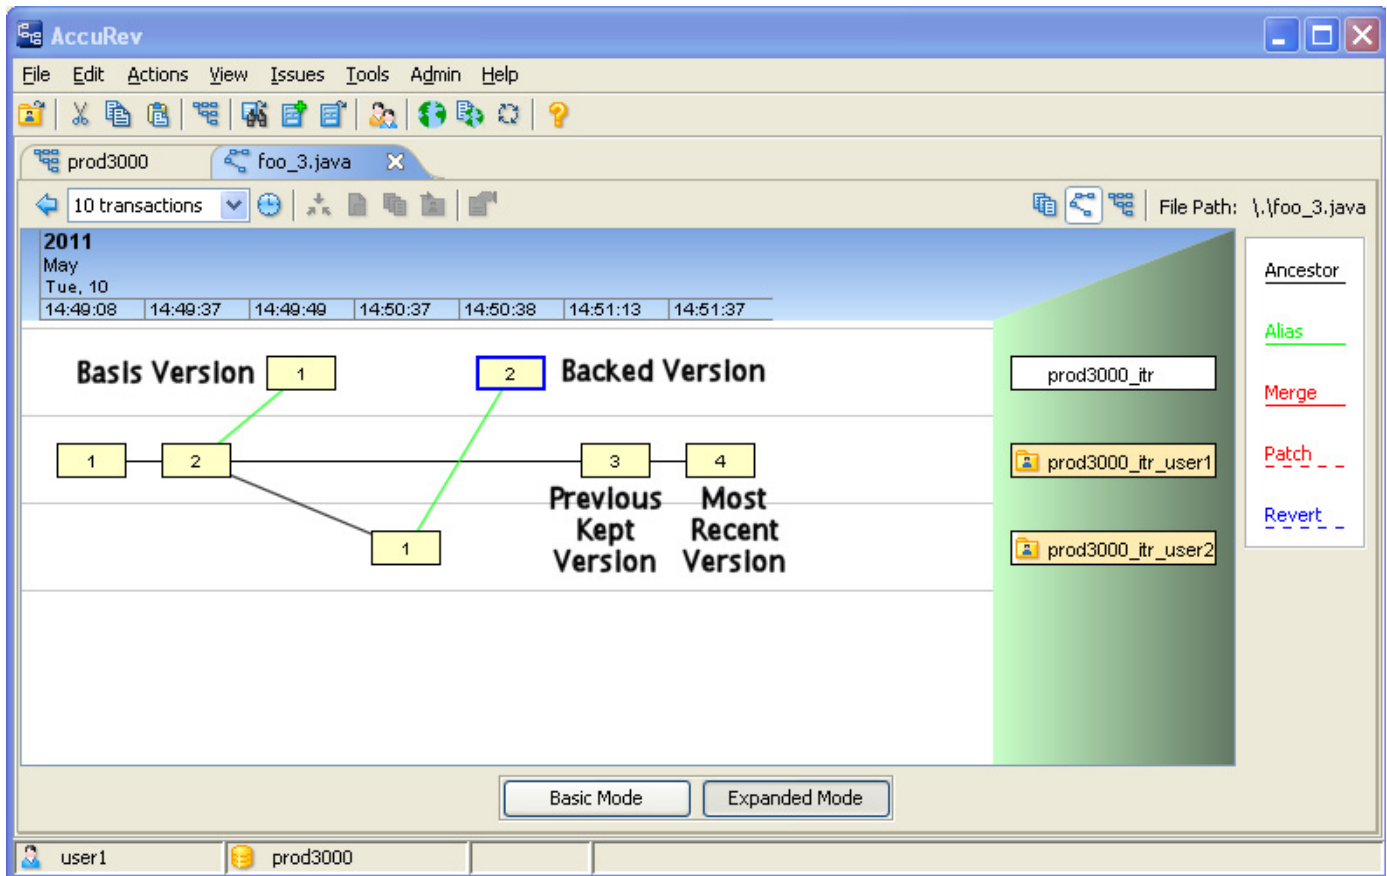 AccuRev
File Edit Actions View Issues Tools Admin Help
prod3000 foo_3.java
10 transactions File Path: \.\foo_3.java
2011
May
Tue, 10
14:49:08 14:49:37 14:49:49 14:50:37 14:50:38 14:51:13 14:51:37
Ancestor
Alias
Merge
Patch
Revert
Basis Version 1 2 Backed Version prod3000_itr
1 2 3 4 prod3000_itr_user1
Previous Most
Kept Recent
Version Version
1 prod3000_itr_user2
Basic Mode Expanded Mode
user1 prod3000